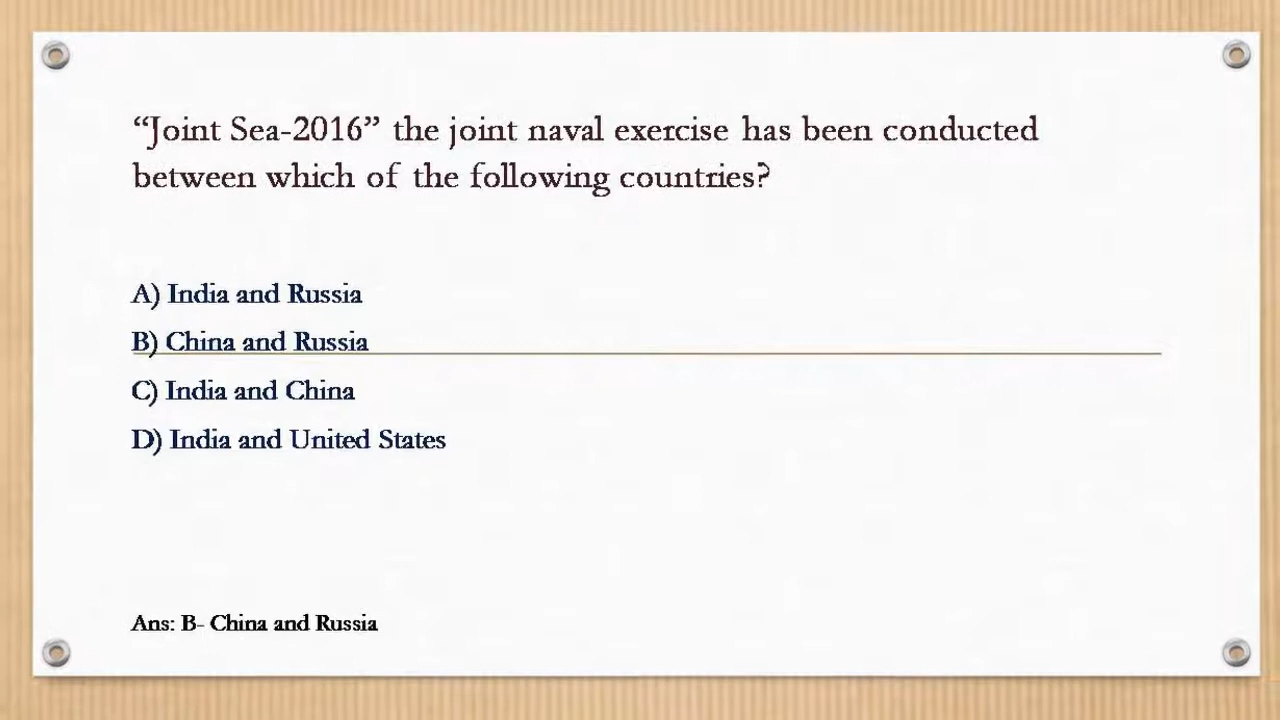 “Joint Sea-2016” the joint naval exercise has been conducted
between which of the following countries?
A) India and Russia
B) China and Russia
C) India and China
D) India and United States
Ans: B- China and Russia